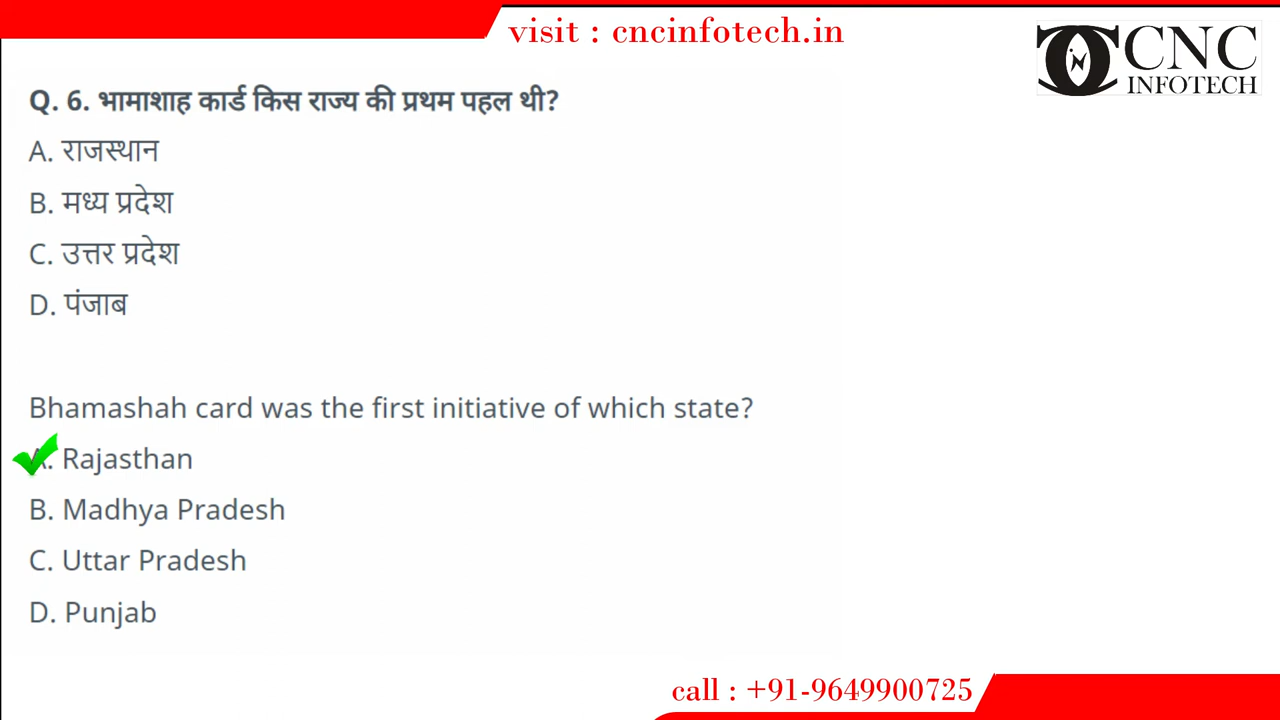 visit : cncinfotech.in
CNC
INFOTECH
Q. 6. भामाशाह कार्ड किस राज्य की प्रथम पहल थी?
A. राजस्थान
B. मध्य प्रदेश
C. उत्तर प्रदेश
D. पंजाब
Bhamashah card was the first initiative of which state?
A. Rajasthan
B. Madhya Pradesh
C. Uttar Pradesh
D. Punjab
call : +91-9649900725